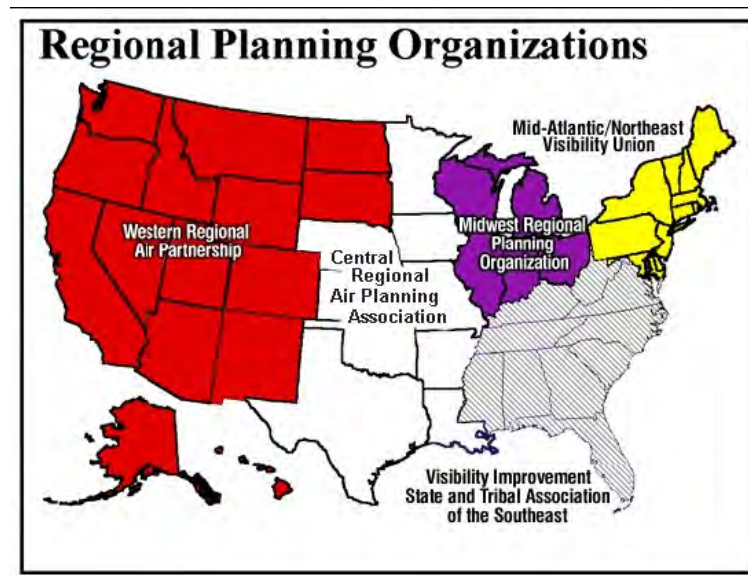 Regional Planning Organizations
Mid-Atlantic/Northeast
Visibility Union
Western Regional
Air Partnership
Midwest Regional
Planning
Organization
Central
Regional
Air Planning
Association
Visibility Improvement
State and Tribal Association
of the Southeast